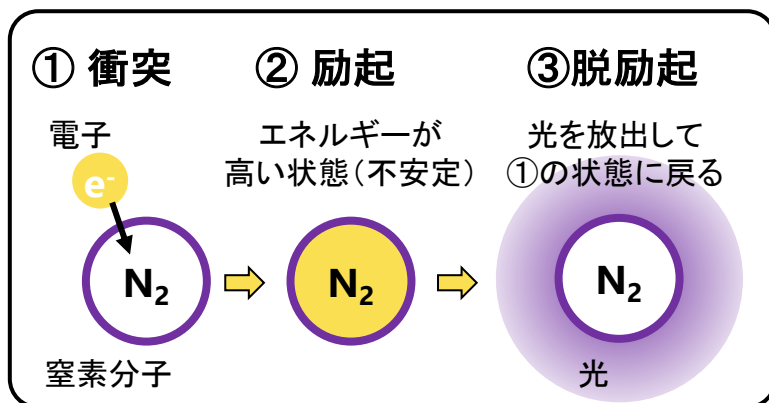 ① 衝突
② 励起
③脱励起
電子
エネルギーが
高い状態(不安定)
光を放出して
①の状態に戻る
e-
N2
N2
N2
窒素分子
光